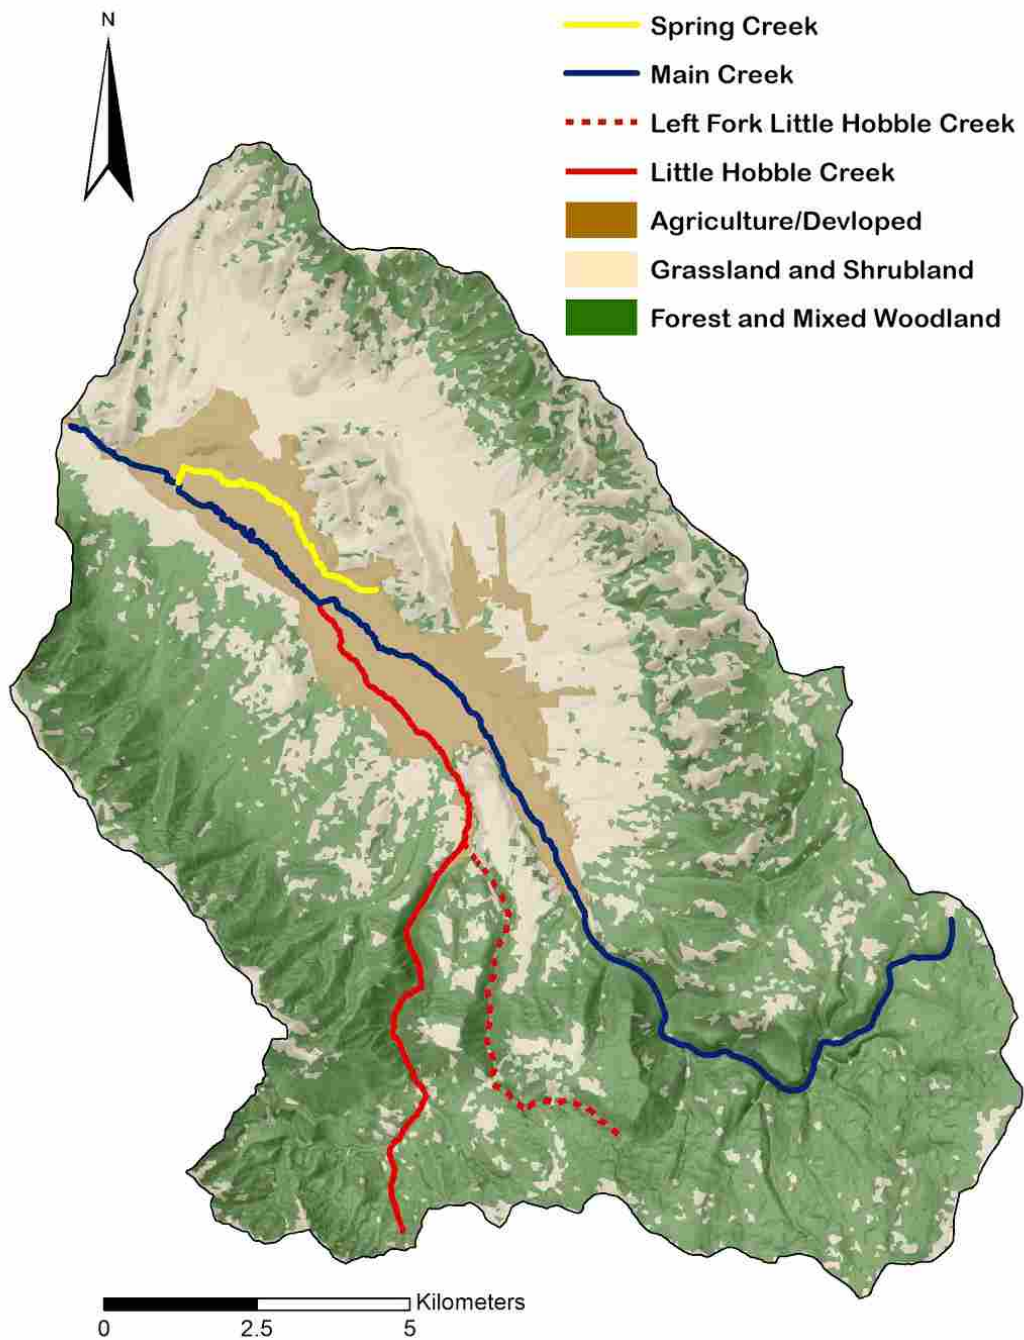 N
Spring Creek
Main Creek
Left Fork Little Hobble Creek
Little Hobble Creek
Agriculture/Devloped
Grassland and Shrubland
Forest and Mixed Woodland
Kilometers
0 2.5 5